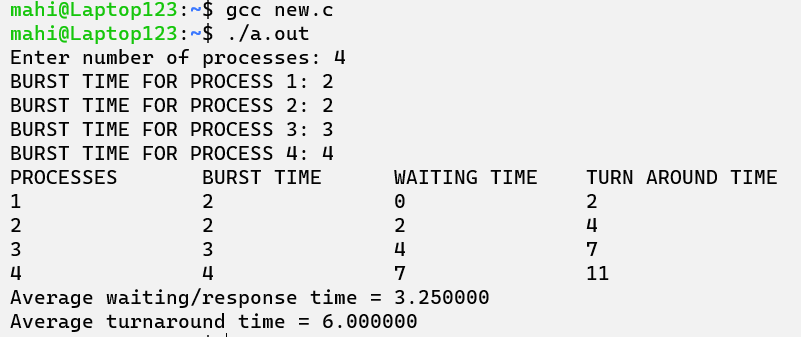 mahi@Laptop123:~$ gcc new.c
mahi@Laptop123:~$ ./a.out
Enter number of processes: 4
BURST TIME FOR PROCESS 1: 2
BURST TIME FOR PROCESS 2: 2
BURST TIME FOR PROCESS 3: 3
BURST TIME FOR PROCESS 4: 4
PROCESSES BURST TIME WAITING TIME TURN AROUND TIME
1 2 0 2
2 2 2 4
3 3 4 7
4 4 7 11
Average waiting/response time = 3.250000
Average turnaround time = 6.000000